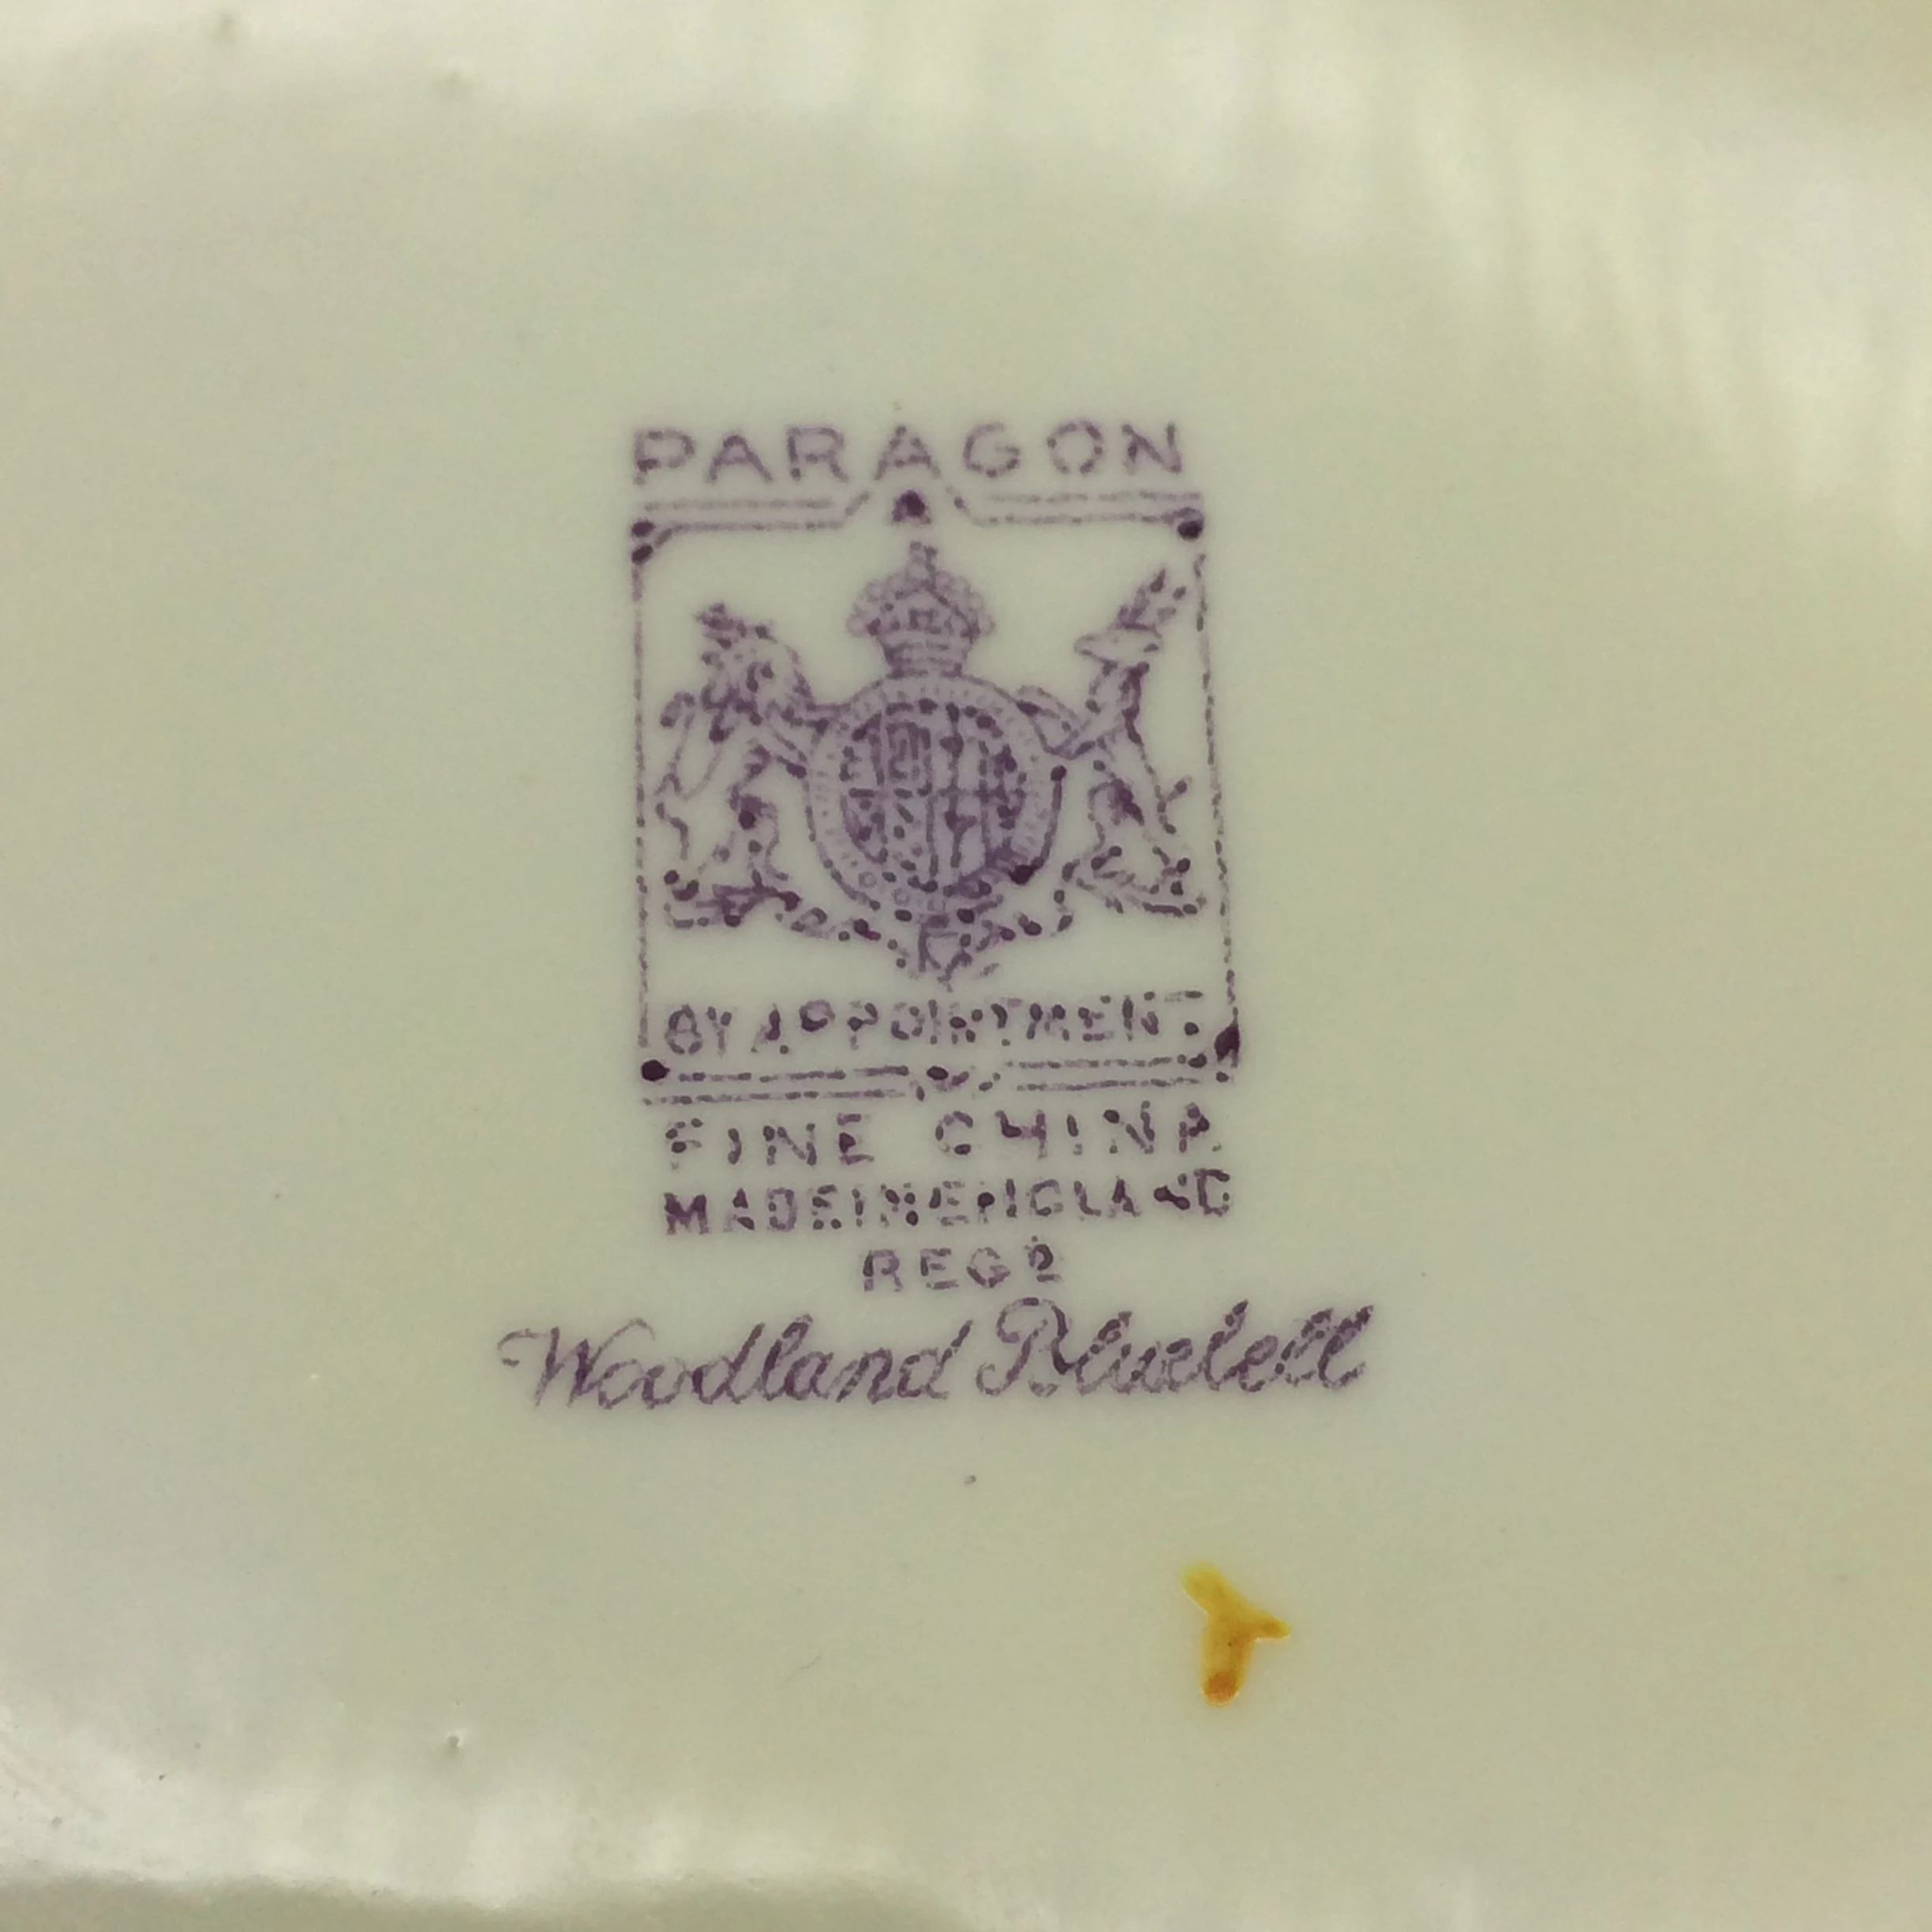 PARAGON
BY APPOINTMENT
FINE CHINA
MADE IN ENGLAND
REGD
Woodland Bluebell